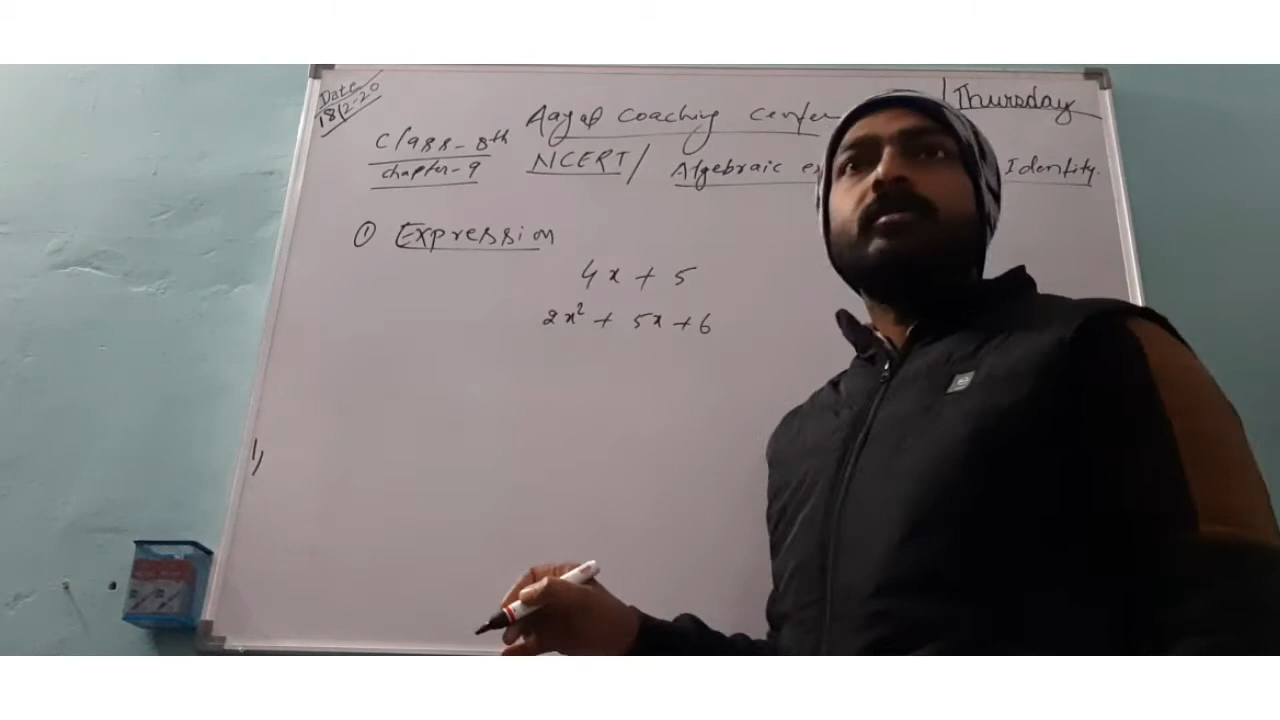 Date
18/2-20
Thursday
Coaching Center
Class-8th
NCERT/ Algebraic Identity.
chapter-9
① Expression
4x + 5
2x² + 5x + 6